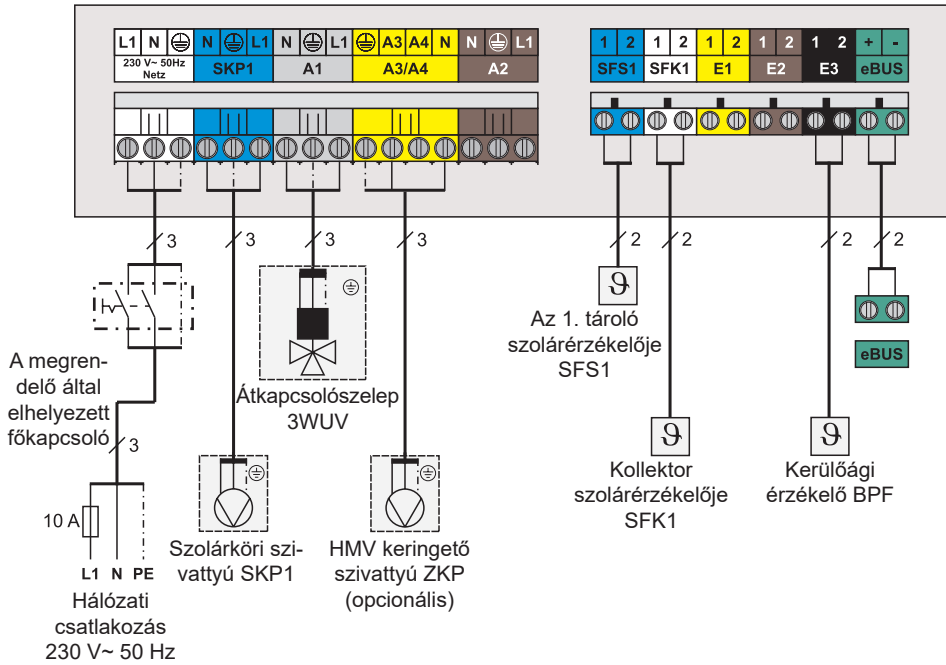 L1 N N L1 N L1 A3 A4 N N L1
230 V~ 50Hz
Netz
SKP1 A1 A3/A4 A2
1 2 1 2 1 2 1 2 1 2 + -
SFS1 SFK1 E1 E2 E3 eBUS
3 3 3 3 2 2 2 2
A megren-
delő által
elhelyezett
főkapcsoló
3
10 A
L1 N PE
Hálózati
csatlakozás
230 V~ 50 Hz
Szolárköri szi-
vattyú SKP1
Átkapcsolószelep
3WUV
HMV keringető
szivattyú ZKP
(opcionális)
ϑ
Az 1. tároló
szolárérzékelője
SFS1
ϑ
Kollektor
szolárérzékelője
SFK1
ϑ
Kerülőági
érzékelő BPF
eBUS